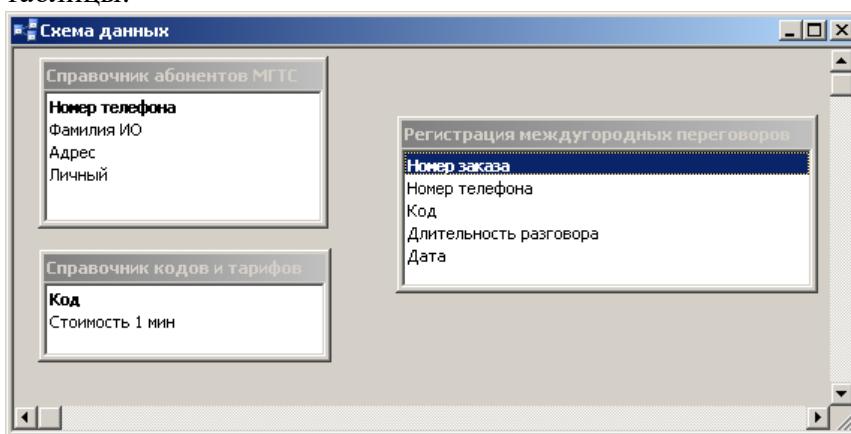 таблицы.
Схема данных
Справочник абонентов МГТС
Номер телефона
Фамилия ИО
Адрес
Личный
Регистрация междугородных переговоров
Номер заказа
Номер телефона
Код
Длительность разговора
Дата
Справочник кодов и тарифов
Код
Стоимость 1 мин